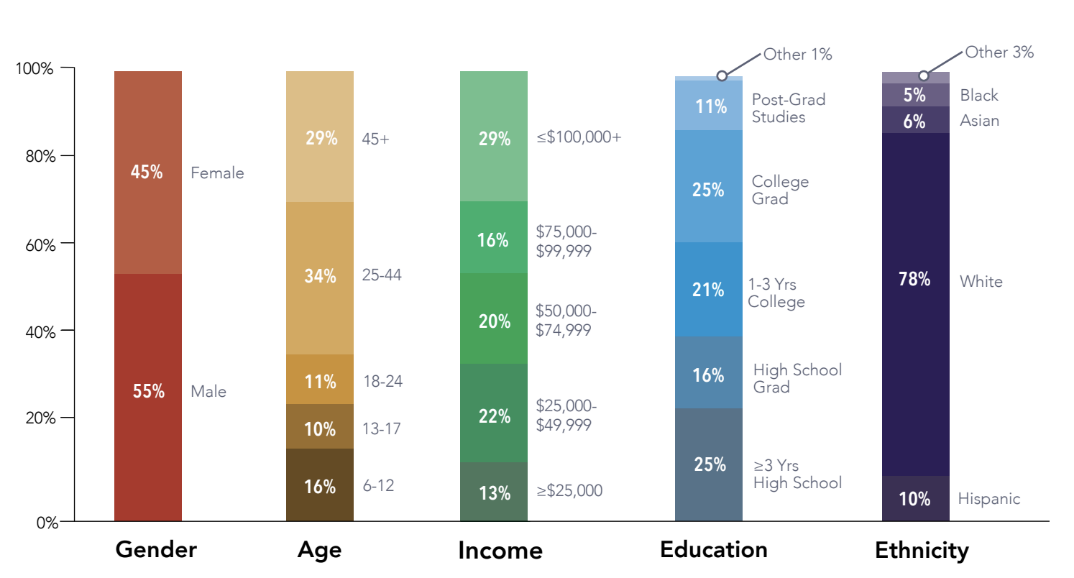 Other 1%
Other 3%
100%
80%
60%
40%
20%
0%
45%
Female
55%
Male
29%
45+
34%
25-44
11%
18-24
10%
13-17
16%
6-12
29%
≤$100,000+
16%
$75,000-
$99,999
20%
$50,000-
$74,999
22%
$25,000-
$49,999
13%
≥$25,000
11%
Post-Grad
Studies
25%
College
Grad
21%
1-3 Yrs
College
16%
High School
Grad
25%
≥3 Yrs
High School
5%
Black
6%
Asian
78%
White
10%
Hispanic
Gender
Age
Income
Education
Ethnicity